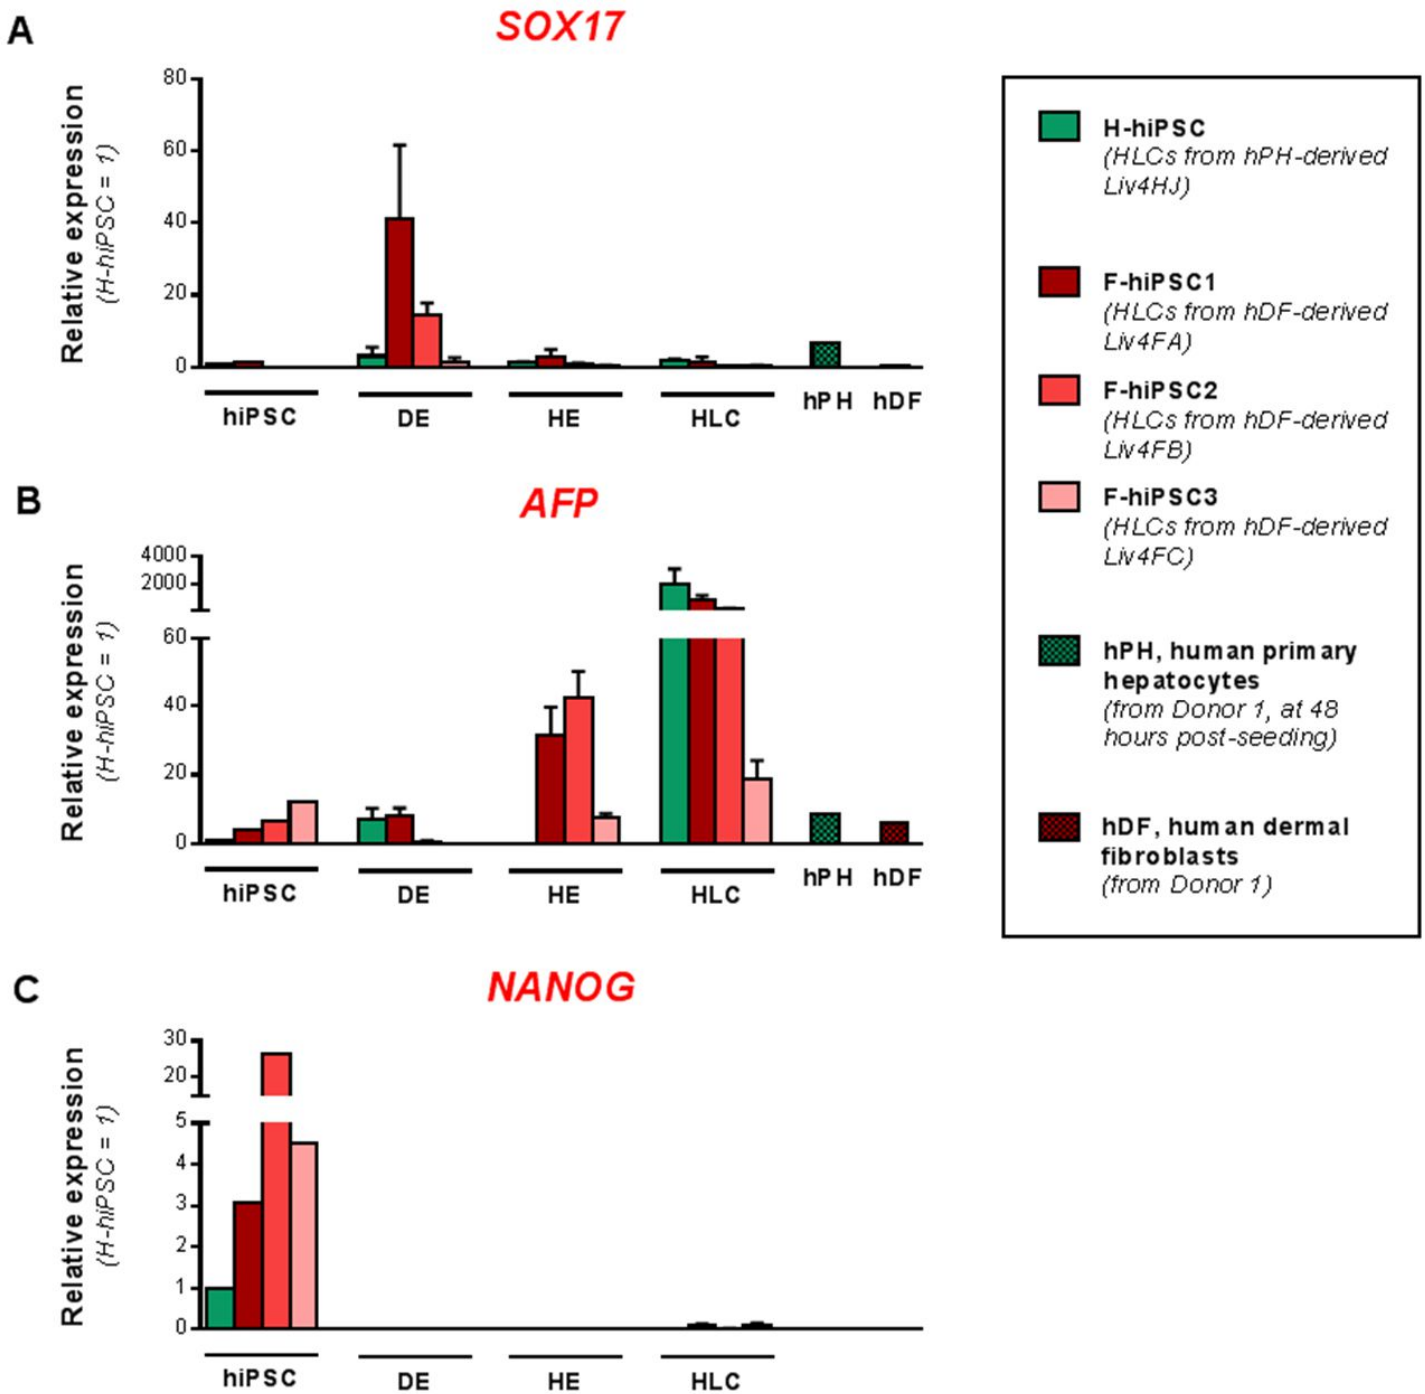 A
SOX17
Relative expression
(H-hiPSC = 1)
80
60
40
20
0
hiPSC
DE
HE
HLC
hPH
hDF
B
AFP
Relative expression
(H-hiPSC = 1)
4000
2000
60
40
20
0
hiPSC
DE
HE
HLC
hPH
hDF
C
NANOG
Relative expression
(H-hiPSC = 1)
30
20
5
4
3
2
1
0
hiPSC
DE
HE
HLC
H-hiPSC
(HLCs from hPH-derived
Liv4HJ)
F-hiPSC1
(HLCs from hDF-derived
Liv4FA)
F-hiPSC2
(HLCs from hDF-derived
Liv4FB)
F-hiPSC3
(HLCs from hDF-derived
Liv4FC)
hPH, human primary
hepatocytes
(from Donor 1, at 48
hours post-seeding)
hDF, human dermal
fibroblasts
(from Donor 1)